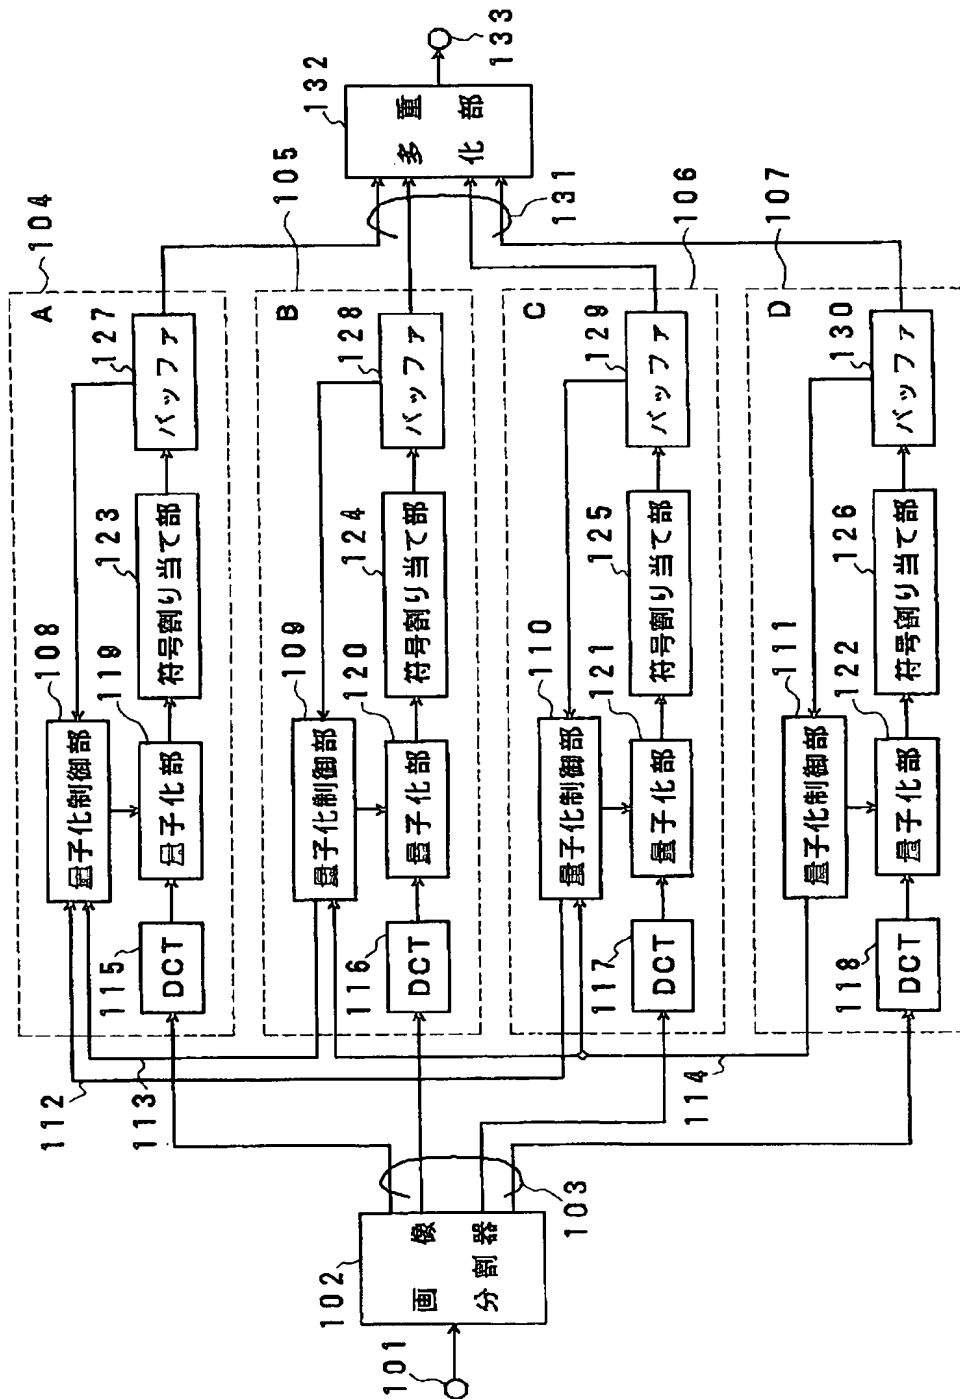 101
102
画像
分割器
103
112
113
114
104
A
108
量子化制御部
115
DCT
119
量子化部
123
符号割り当て部
127
バッファ
105
B
109
量子化制御部
116
DCT
120
量子化部
124
符号割り当て部
128
バッファ
106
C
110
量子化制御部
117
DCT
121
量子化部
125
符号割り当て部
129
バッファ
107
D
111
量子化制御部
118
DCT
122
量子化部
126
符号割り当て部
130
バッファ
131
132
多重
化部
133